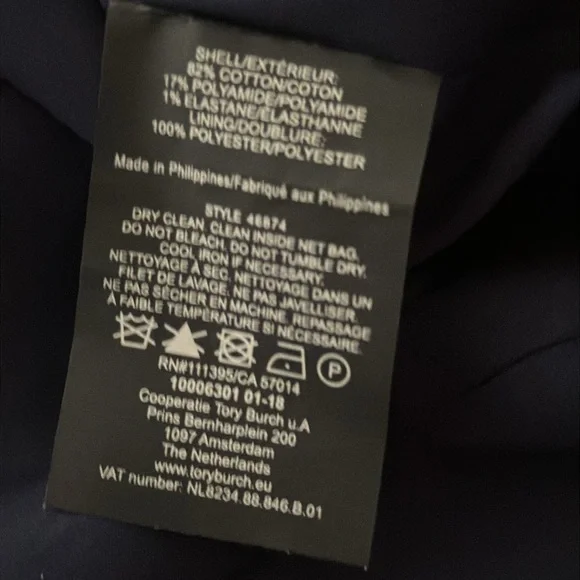 SHELL/EXTÉRIEUR:
82% COTTON/COTON
17% POLYAMIDE/POLYAMIDE
1% ELASTANE/ÉLASTHANNE
LINING/DOUBLURE:
100% POLYESTER/POLYESTER
Made in Philippines/Fabriqué aux Philippines
STYLE 46874
DRY CLEAN. CLEAN INSIDE NET BAG.
DO NOT BLEACH. DO NOT TUMBLE DRY.
COOL IRON IF NECESSARY.
NETTOYAGE À SEC. NETTOYAGE DANS UN
FILET DE LAVAGE. NE PAS JAVELLISER.
NE PAS SÉCHER EN MACHINE. REPASSAGE
À FAIBLE TEMPÉRATURE SI NÉCESSAIRE.
P
RN#111395/CA 57014
10006301 01-18
Cooperatie Tory Burch u.A
Prins Bernharplein 200
1097 Amsterdam
The Netherlands
www.toryburch.eu
VAT number: NL8234.88.846.B.01